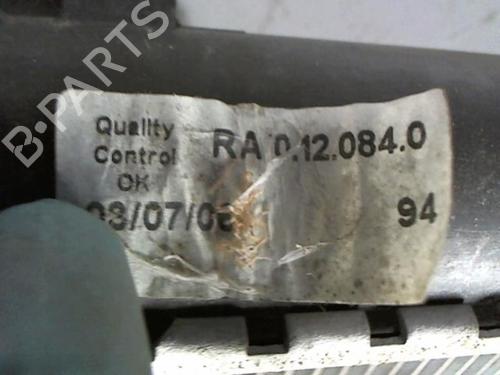 B-PARTS
Quality
Control
OK
RA 0.12.084.0
94